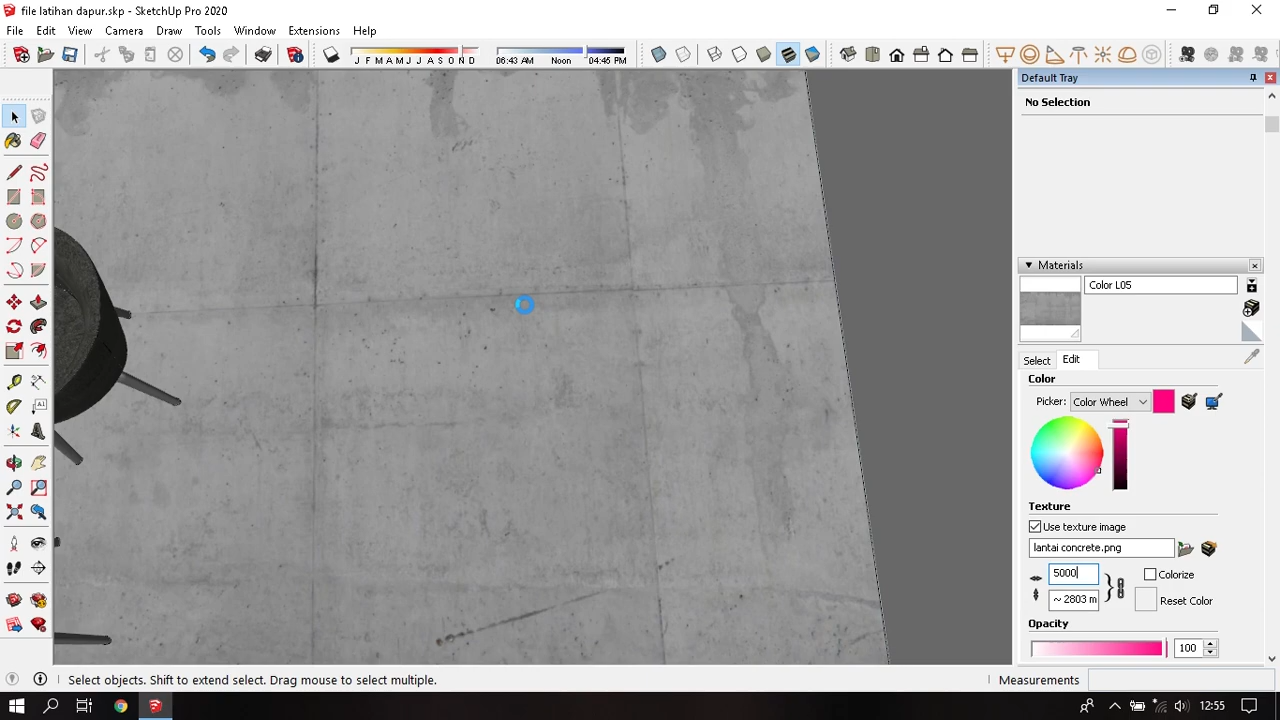 file latihan dapur.skp - SketchUp Pro 2020
File Edit View Camera Draw Tools Window Extensions Help
J F M A M J J A S O N D
06:43 AM Noon 04:45 PM
Default Tray
No Selection
Materials
Color L05
Select Edit
Color
Picker: Color Wheel
Texture
Use texture image
lantai concrete.png
5000
Colorize
~ 2803 m
Reset Color
Opacity
100
Select objects. Shift to extend select. Drag mouse to select multiple.
Measurements
12:55